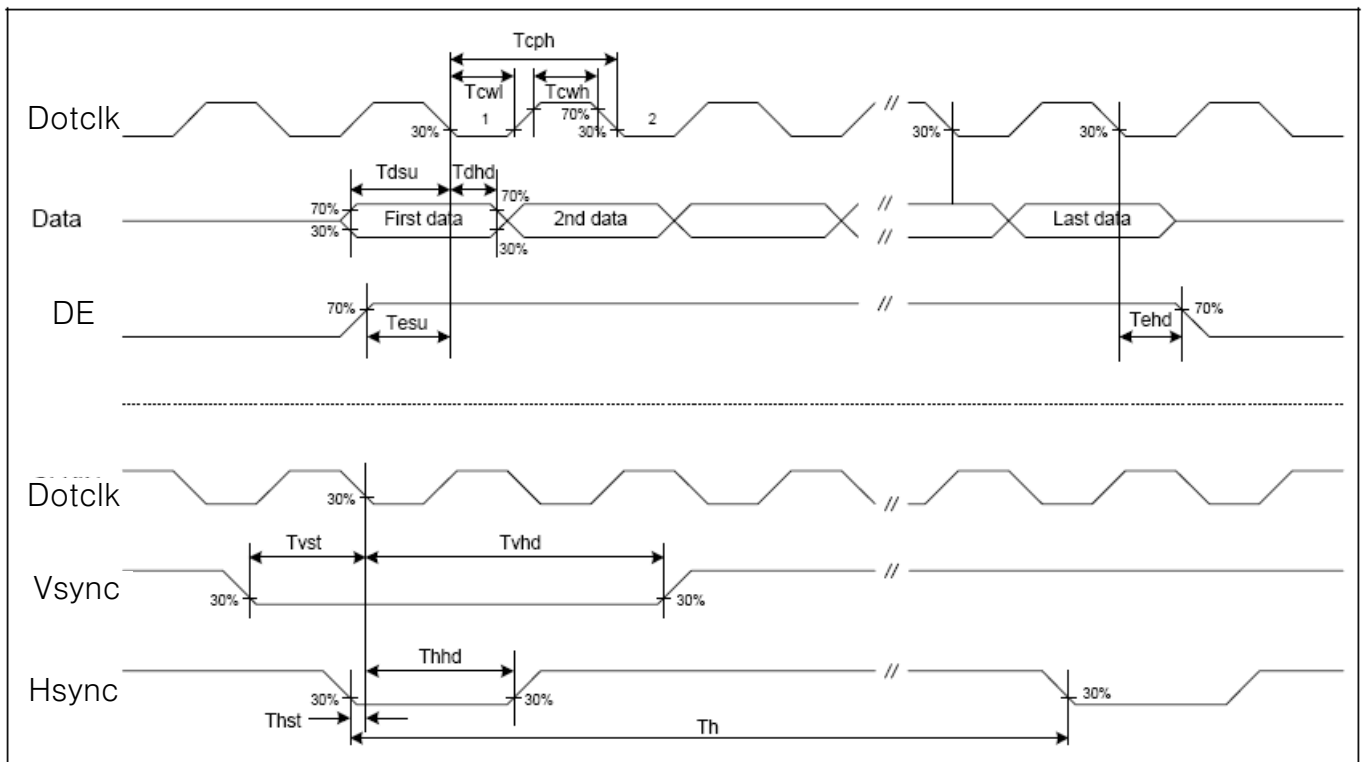 Tcph
Tcwl
Tcwh
Dotclk
30%
1
70%
30%
2
//
30%
30%
Tdsu
Tdhd
Data
70%
30%
First data
70%
30%
2nd data
//
//
Last data
DE
70%
Tesu
//
Tehd
70%
Dotclk
30%
//
Tvst
Tvhd
Vsync
30%
30%
//
Thhd
Hsync
30%
30%
//
30%
Thst
Th